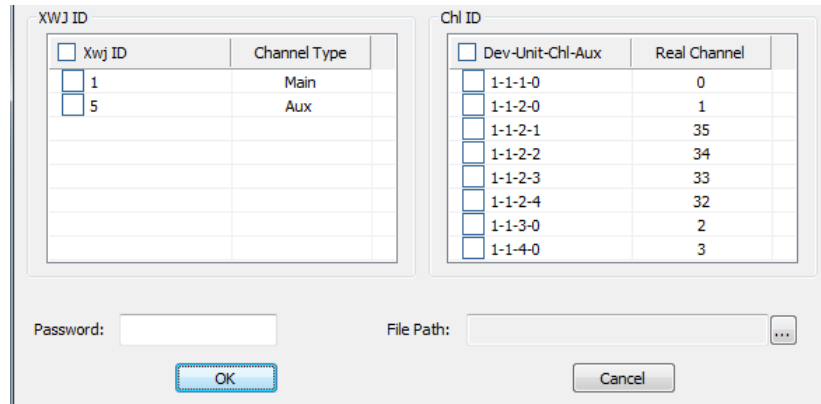 XWJ ID
Xwj ID Channel Type
1 Main
5 Aux
Chl ID
Dev-Unit-Chl-Aux Real Channel
1-1-1-0 0
1-1-2-0 1
1-1-2-1 35
1-1-2-2 34
1-1-2-3 33
1-1-2-4 32
1-1-3-0 2
1-1-4-0 3
Password: File Path: ...
OK Cancel